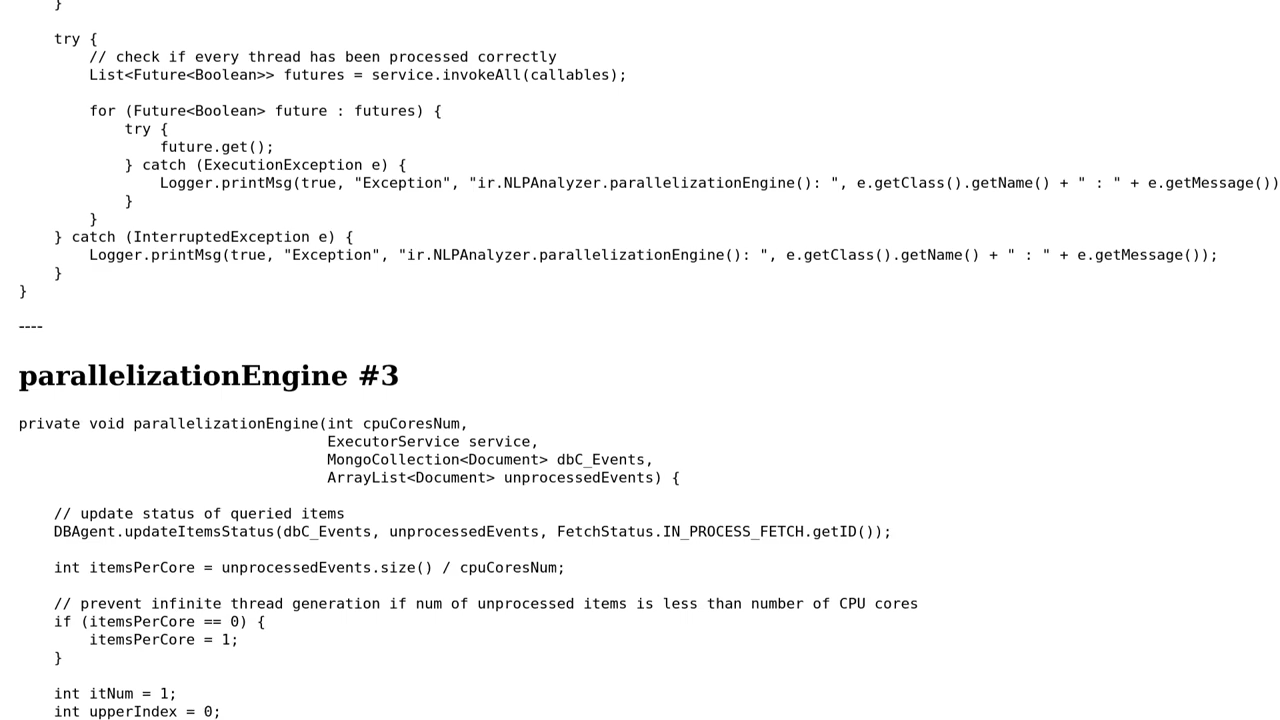 }

    try {
        // check if every thread has been processed correctly
        List<Future<Boolean>> futures = service.invokeAll(callables);

        for (Future<Boolean> future : futures) {
            try {
                future.get();
            } catch (ExecutionException e) {
                Logger.printMsg(true, "Exception", "ir.NLPAnalyzer.parallelizationEngine(): ", e.getClass().getName() + " : " + e.getMessage())
            }
        }
    } catch (InterruptedException e) {
        Logger.printMsg(true, "Exception", "ir.NLPAnalyzer.parallelizationEngine(): ", e.getClass().getName() + " : " + e.getMessage());
    }
}

----

parallelizationEngine #3

private void parallelizationEngine(int cpuCoresNum,
                                   ExecutorService service,
                                   MongoCollection<Document> dbC_Events,
                                   ArrayList<Document> unprocessedEvents) {

    // update status of queried items
    DBAgent.updateItemsStatus(dbC_Events, unprocessedEvents, FetchStatus.IN_PROCESS_FETCH.getID());

    int itemsPerCore = unprocessedEvents.size() / cpuCoresNum;

    // prevent infinite thread generation if num of unprocessed items is less than number of CPU cores
    if (itemsPerCore == 0) {
        itemsPerCore = 1;
    }

    int itNum = 1;
    int upperIndex = 0;